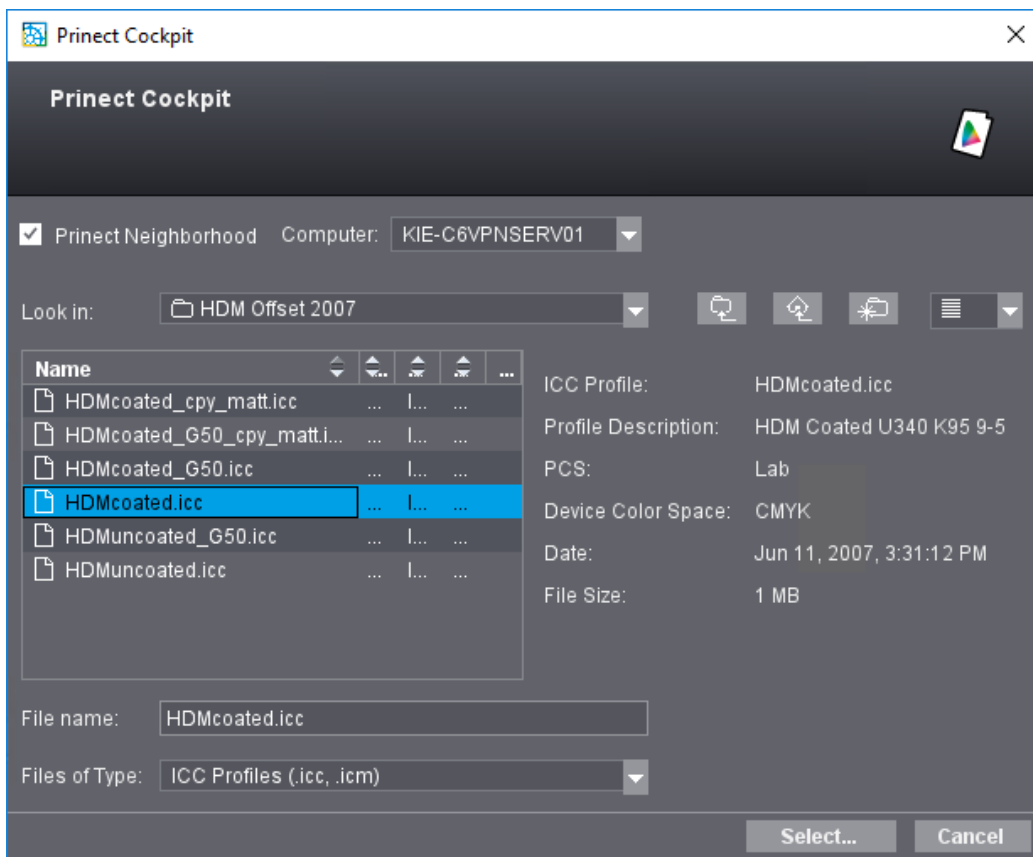 Prinect Cockpit
Prinect Cockpit
Prinect Neighborhood Computer: KIE-C6VPNSERV01
Look in: HDM Offset 2007
Name ... ...
HDMcoated_cpy_matt.icc ... I... ...
HDMcoated_G50_cpy_matt.i... ... I... ...
HDMcoated_G50.icc ... I... ...
HDMcoated.icc ... I... ...
HDMuncoated_G50.icc ... I... ...
HDMuncoated.icc ... I... ...
ICC Profile: HDMcoated.icc
Profile Description: HDM Coated U340 K95 9-5
PCS: Lab
Device Color Space: CMYK
Date: Jun 11, 2007, 3:31:12 PM
File Size: 1 MB
File name: HDMcoated.icc
Files of Type: ICC Profiles (.icc, .icm)
Select... Cancel